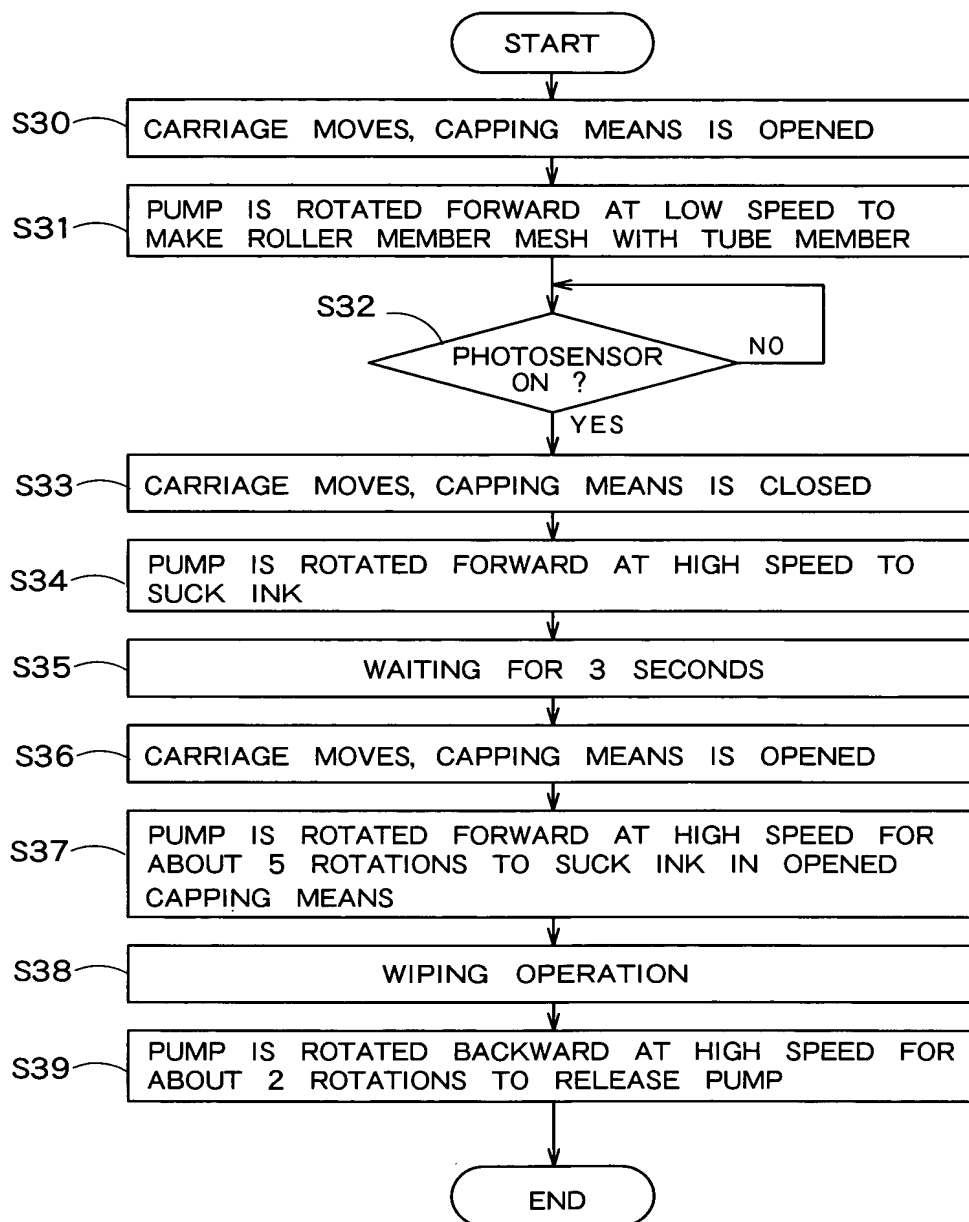 START
S30
CARRIAGE MOVES, CAPPING MEANS IS OPENED
S31
PUMP IS ROTATED FORWARD AT LOW SPEED TO
MAKE ROLLER MEMBER MESH WITH TUBE MEMBER
S32
PHOTOSENSOR
ON ?
NO
YES
S33
CARRIAGE MOVES, CAPPING MEANS IS CLOSED
S34
PUMP IS ROTATED FORWARD AT HIGH SPEED TO
SUCK INK
S35
WAITING FOR 3 SECONDS
S36
CARRIAGE MOVES, CAPPING MEANS IS OPENED
S37
PUMP IS ROTATED FORWARD AT HIGH SPEED FOR
ABOUT 5 ROTATIONS TO SUCK INK IN OPENED
CAPPING MEANS
S38
WIPING OPERATION
S39
PUMP IS ROTATED BACKWARD AT HIGH SPEED FOR
ABOUT 2 ROTATIONS TO RELEASE PUMP
END